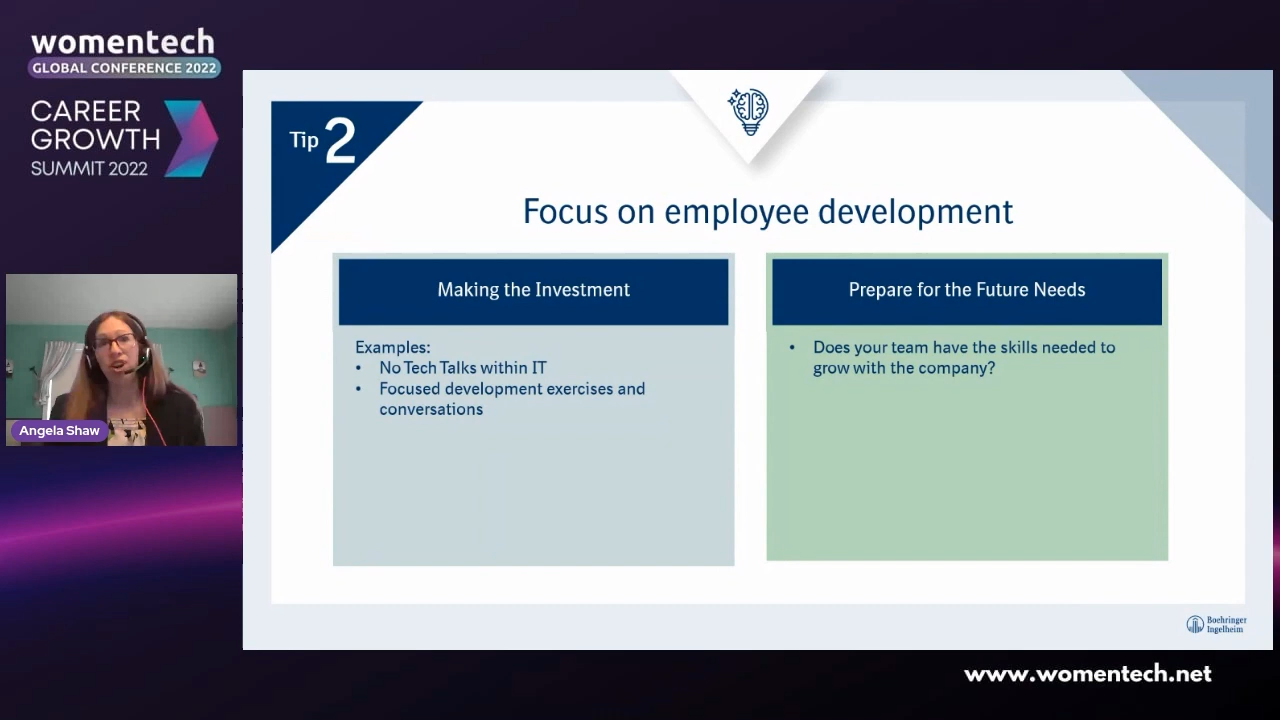 womentech
GLOBAL CONFERENCE 2022
CAREER
GROWTH
SUMMIT 2022
Angela Shaw
Tip 2
Focus on employee development
Making the Investment
Examples:
• No Tech Talks within IT
• Focused development exercises and
conversations
Prepare for the Future Needs
• Does your team have the skills needed to
grow with the company?
Boehringer
Ingelheim
www.womentech.net